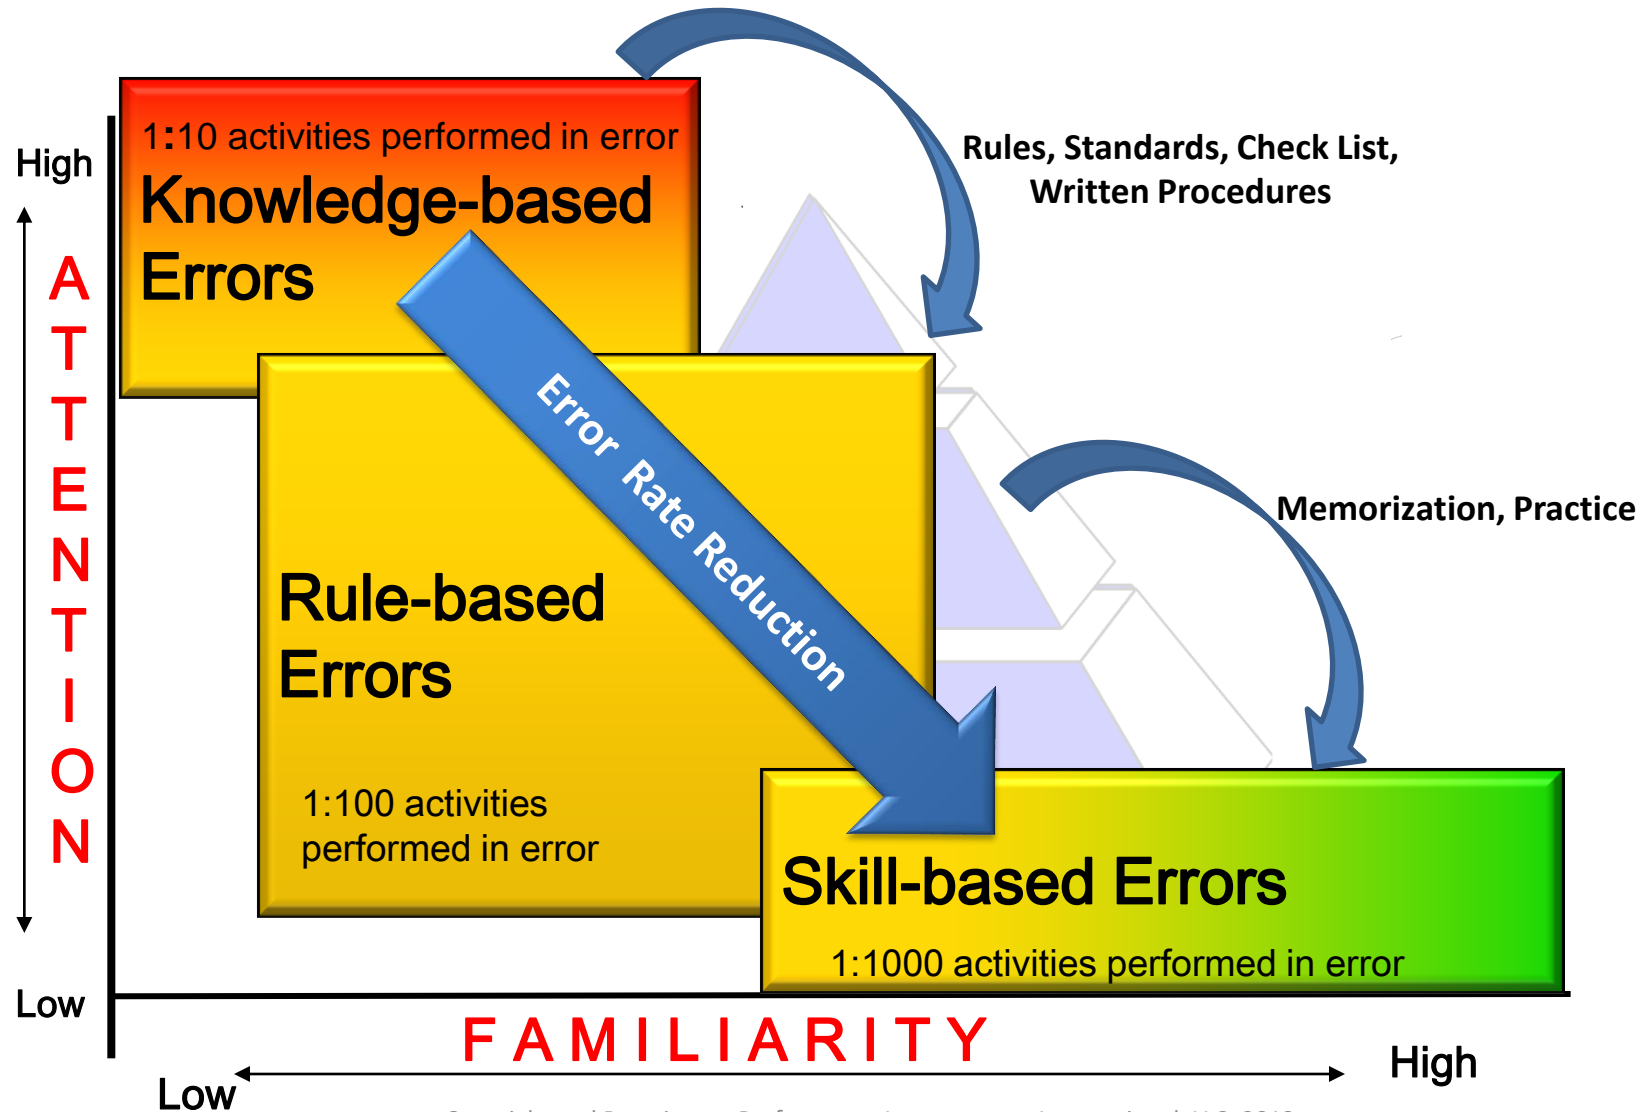 1:10 activities performed in error
Knowledge-based
Errors
High
Rules, Standards, Check List,
Written Procedures
ATTENTION
Error Rate Reduction
Memorization, Practice
Rule-based
Errors
1:100 activities
performed in error
Skill-based Errors
1:1000 activities performed in error
Low
FAMILIARITY
High
Low